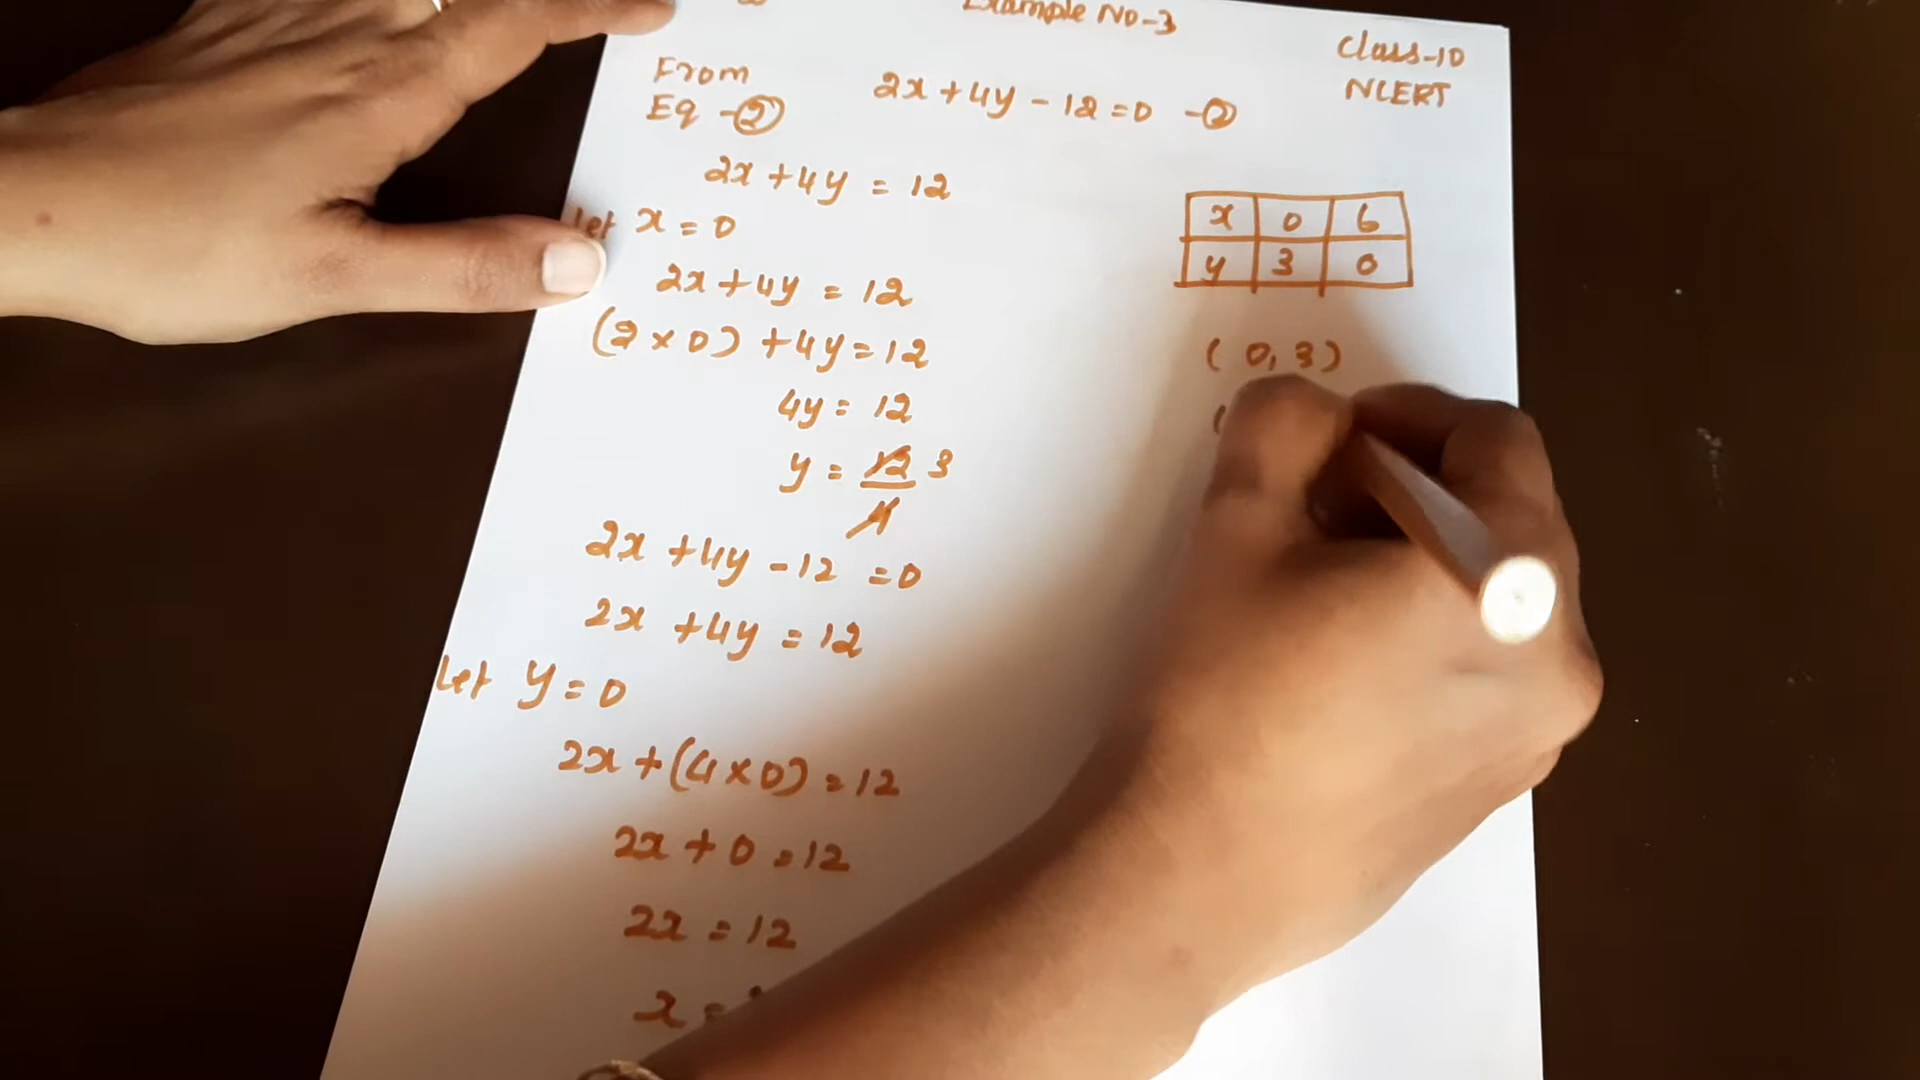 Example No-3
Class-10
NCERT
From
Eq -②
2x + 4y - 12 = 0 -②
2x + 4y = 12
Let x = 0
2x + 4y = 12
(2 × 0) + 4y = 12
4y = 12
y = 12/4 3
2x + 4y - 12 = 0
2x + 4y = 12
Let y = 0
2x + (4 × 0) = 12
2x + 0 = 12
2x = 12
x =
x 0 6
y 3 0
(0, 3)
(